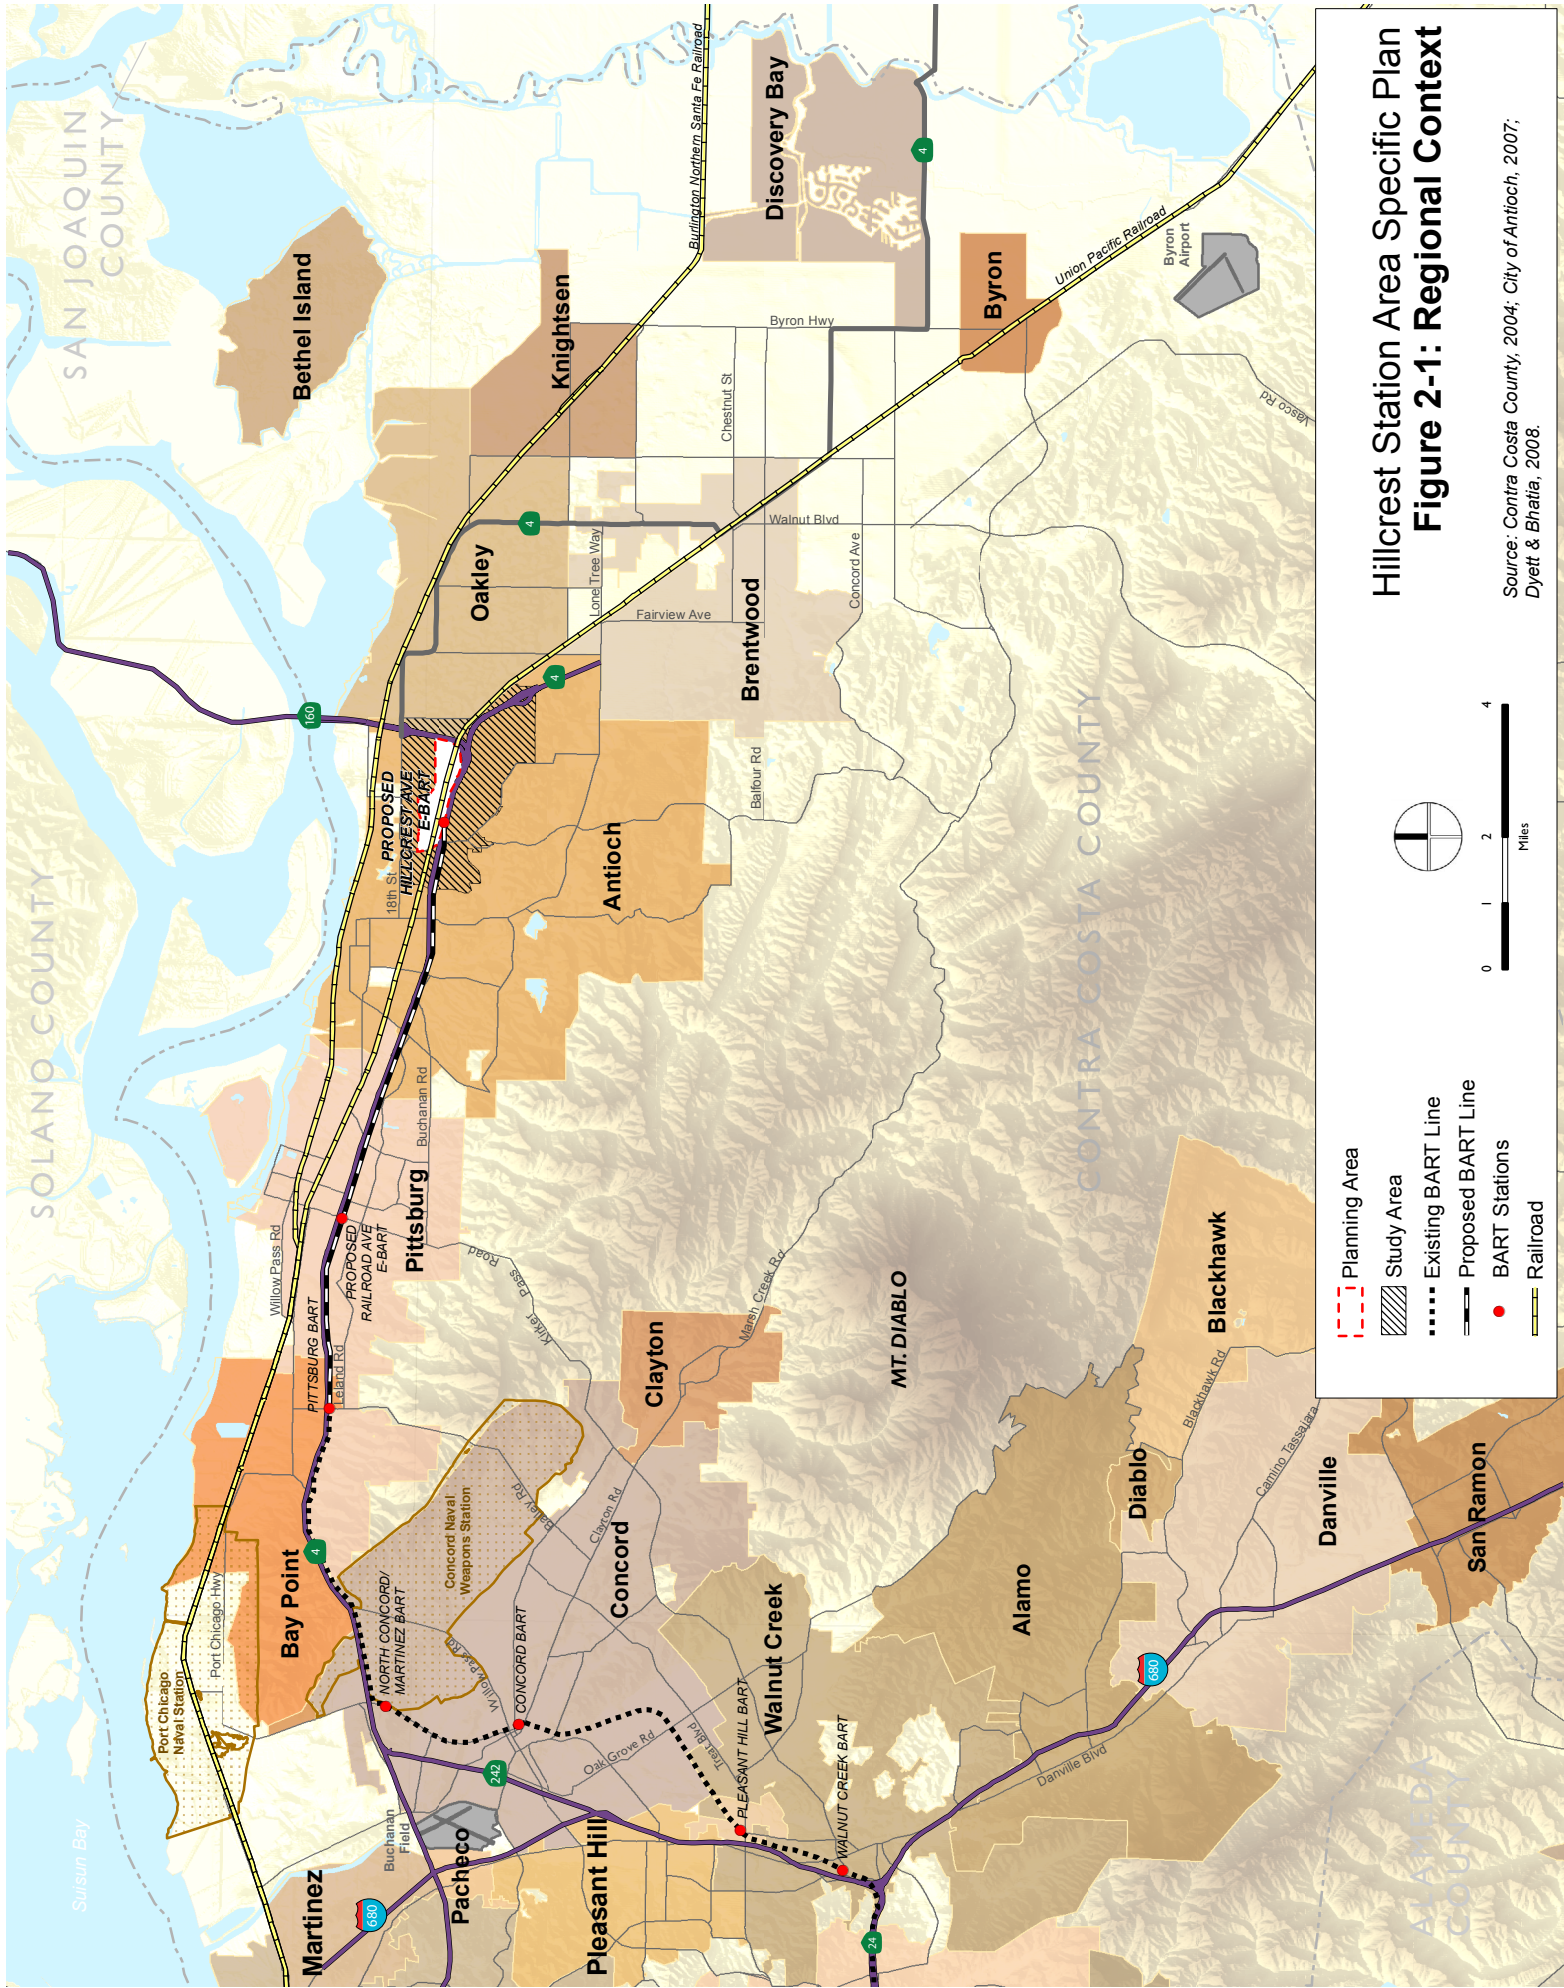 SOLANO COUNTY
SAN JOAQUIN
COUNTY
CONTRA COSTA COUNTY
ALAMEDA
COUNTY
Suisun Bay
Martinez
Pacheco
Pleasant Hill
Buchanan
Field
Port Chicago
Naval Station
Port Chicago Hwy
Bay Point
NORTH CONCORD/
MARTINEZ BART
Concord Naval
Weapons Station
CONCORD BART
Concord
Willow Pass Rd
Bailey Rd
Clayton Rd
Oak Grove Rd
Treat Blvd
PLEASANT HILL BART
Walnut Creek
WALNUT CREEK BART
Clayton
Marsh Creek Rd
MT. DIABLO
Alamo
Diablo
Danville
Danville Blvd
Blackhawk
Blackhawk Rd
Camino Tassajara
San Ramon
680
680
242
24
4
PITTSBURG BART
Leland Rd
Willow Pass Rd
PROPOSED
RAILROAD AVE
E-BART
Pittsburg
Buchanan Rd
Kirker Pass Road
18th St
PROPOSED
HILLCREST AVE
E-BART
Antioch
160
4
4
4
Oakley
Lone Tree Way
Fairview Ave
Brentwood
Balfour Rd
Concord Ave
Walnut Blvd
Chestnut St
Byron Hwy
Knightsen
Bethel Island
Discovery Bay
Byron
Byron
Airport
Vasco Rd
Burlington Northern Santa Fe Railroad
Union Pacific Railroad
Hillcrest Station Area Specific Plan
Figure 2-1: Regional Context
Source: Contra Costa County, 2004; City of Antioch, 2007;
Dyett & Bhatia, 2008.
0 1 2 4
Miles
Planning Area
Study Area
Existing BART Line
Proposed BART Line
BART Stations
Railroad